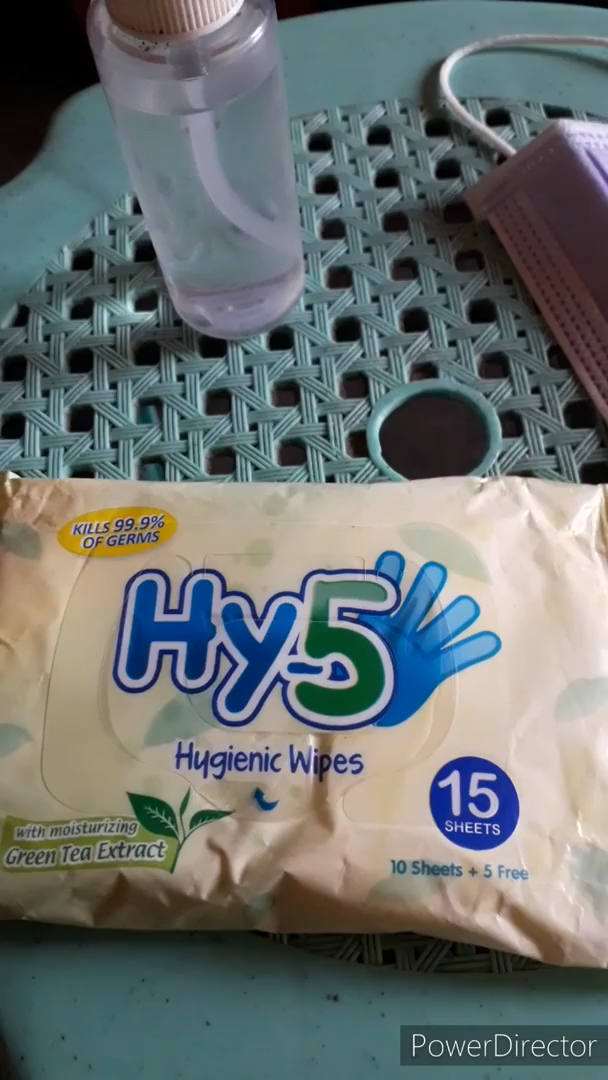 KILLS 99.9%
OF GERMS
Hy-5
Hygienic Wipes
15
SHEETS
with moisturizing
Green Tea Extract
10 Sheets + 5 Free
PowerDirector